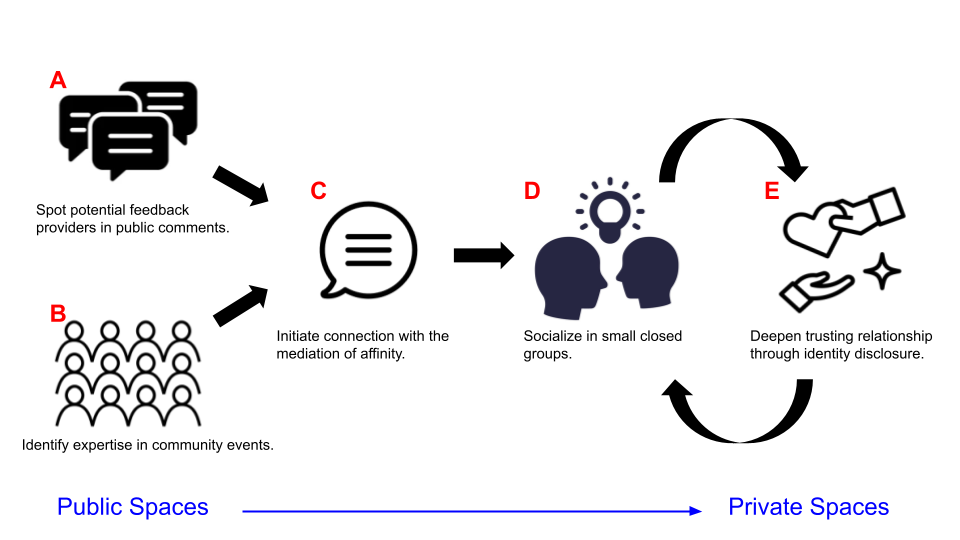 A
Spot potential feedback
providers in public comments.
B
Identify expertise in community events.
C
Initiate connection with the
mediation of affinity.
D
Socialize in small closed
groups.
E
Deepen trusting relationship
through identity disclosure.
Public Spaces
Private Spaces